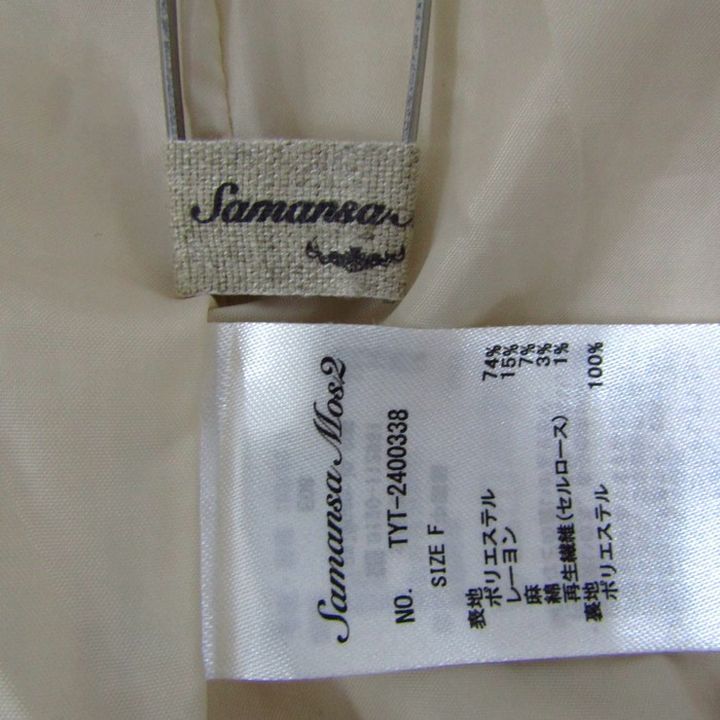 Samansa
Samansa Mos2
NO. TYT-2400338
SIZE F
表地
ポリエステル 74%
レーヨン 15%
麻 7%
綿 3%
再生繊維(セルロース) 1%
裏地
ポリエステル 100%